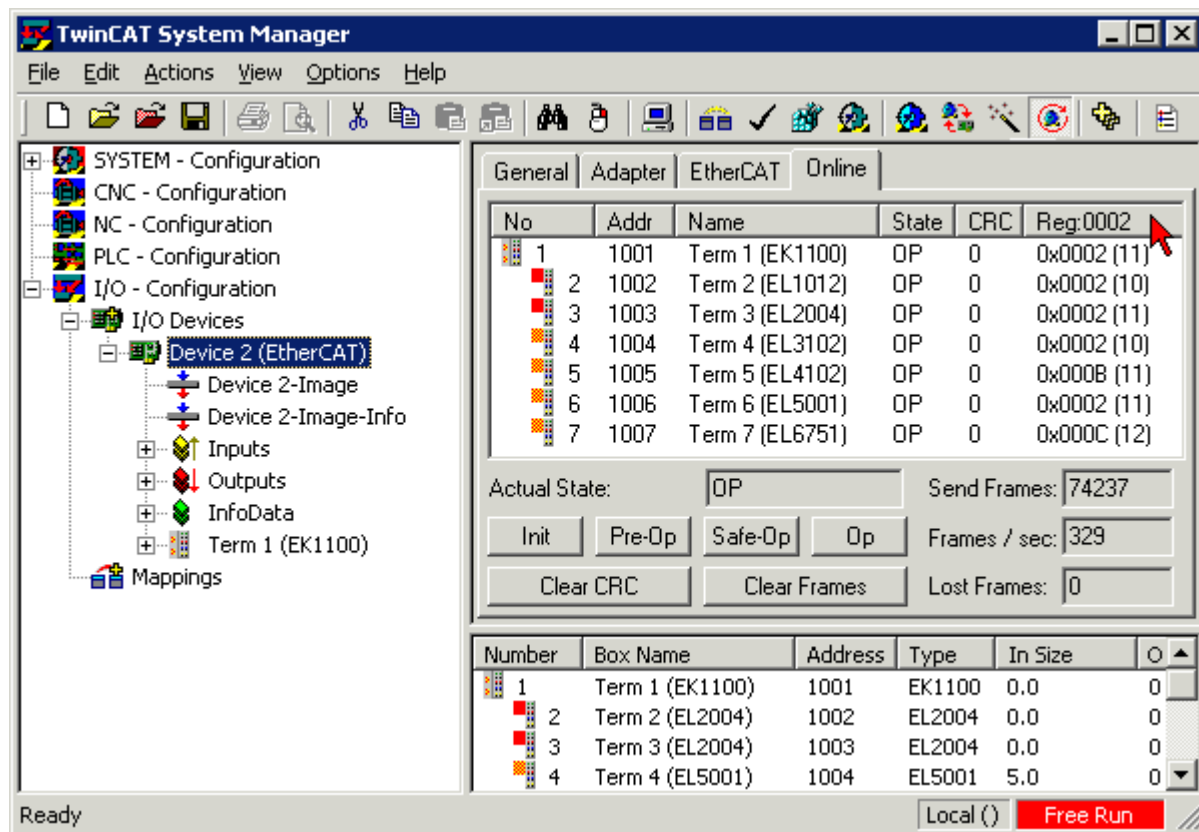 TwinCAT System Manager
File Edit Actions View Options Help
SYSTEM - Configuration
CNC - Configuration
NC - Configuration
PLC - Configuration
I/O - Configuration
I/O Devices
Device 2 (EtherCAT)
Device 2-Image
Device 2-Image-Info
Inputs
Outputs
InfoData
Term 1 (EK1100)
Mappings
General Adapter EtherCAT Online
No Addr Name State CRC Reg:0002
1 1001 Term 1 (EK1100) OP 0 0x0002 (11)
2 1002 Term 2 (EL1012) OP 0 0x0002 (10)
3 1003 Term 3 (EL2004) OP 0 0x0002 (11)
4 1004 Term 4 (EL3102) OP 0 0x0002 (10)
5 1005 Term 5 (EL4102) OP 0 0x000B (11)
6 1006 Term 6 (EL5001) OP 0 0x0002 (11)
7 1007 Term 7 (EL6751) OP 0 0x000C (12)
Actual State: OP Send Frames: 74237
Init Pre-Op Safe-Op Op Frames / sec: 329
Clear CRC Clear Frames Lost Frames: 0
Number Box Name Address Type In Size O
1 Term 1 (EK1100) 1001 EK1100 0.0 0
2 Term 2 (EL2004) 1002 EL2004 0.0 0
3 Term 3 (EL2004) 1003 EL2004 0.0 0
4 Term 4 (EL5001) 1004 EL5001 5.0 0
Ready Local () Free Run